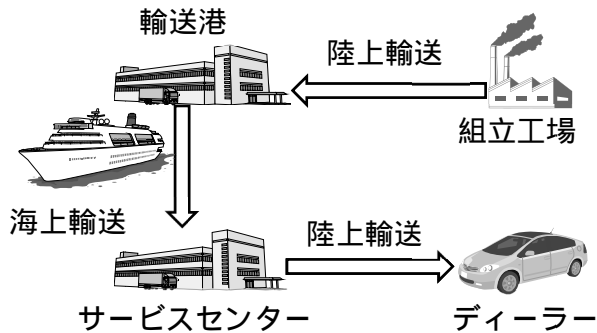 輸送港
陸上輸送
組立工場
海上輸送
陸上輸送
サービスセンター
ディーラー